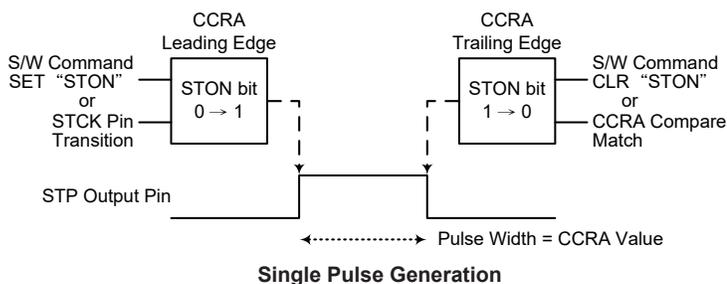 CCRA
Leading Edge
S/W Command
SET “STON”
or
STCK Pin
Transition
STON bit
0 → 1
CCRA
Trailing Edge
STON bit
1 → 0
S/W Command
CLR “STON”
or
CCRA Compare
Match
STP Output Pin
Pulse Width = CCRA Value
Single Pulse Generation